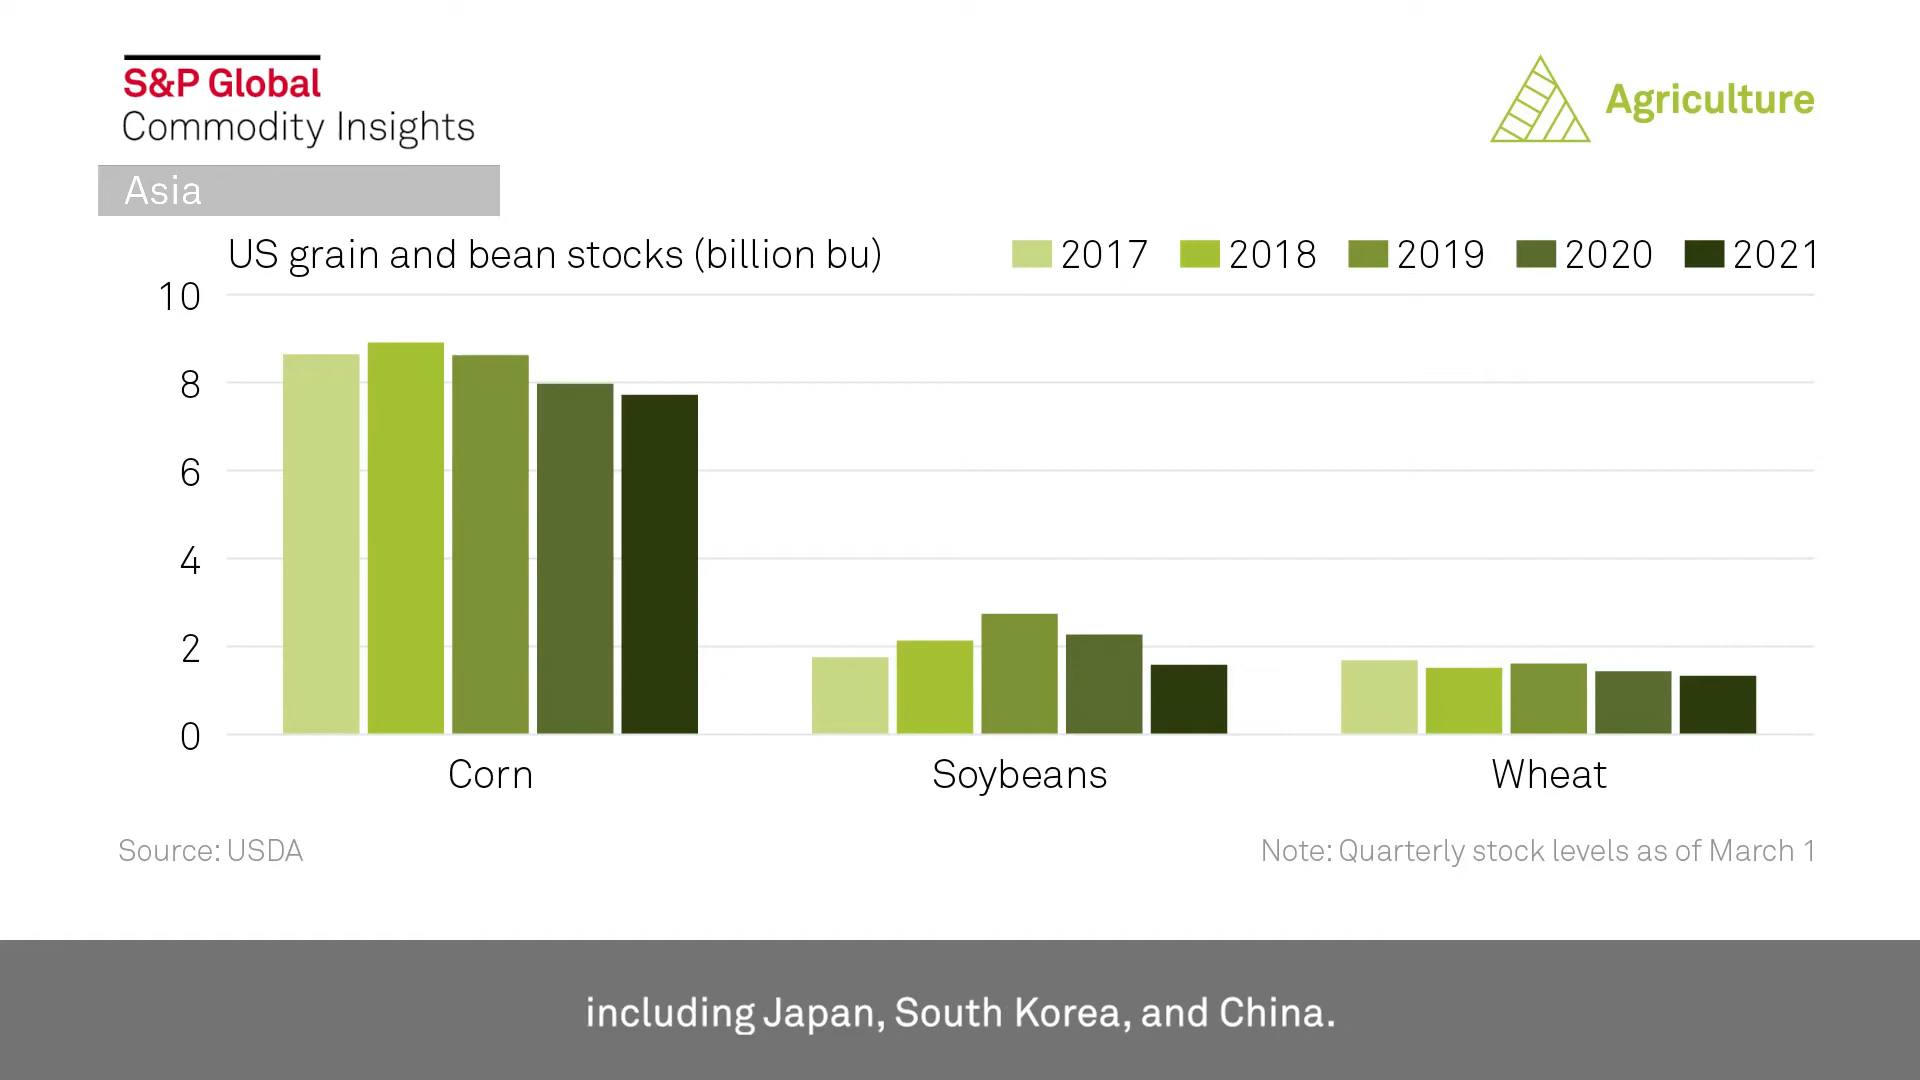 S&P Global
Commodity Insights
Agriculture
Asia
US grain and bean stocks (billion bu)
2017 2018 2019 2020 2021
10
8
6
4
2
0
Corn Soybeans Wheat
Source: USDA
Note: Quarterly stock levels as of March 1
including Japan, South Korea, and China.